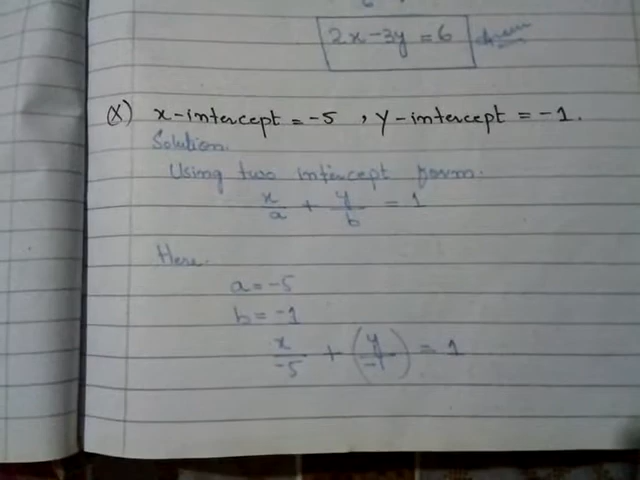 6
2x-3y=6
(X) x-intercept = -5 , y-intercept = -1.
Solution.
Using two intercept form.
x/a + y/b = 1
Here.
a = -5
b = -1
x/-5 + (y/-1) = 1